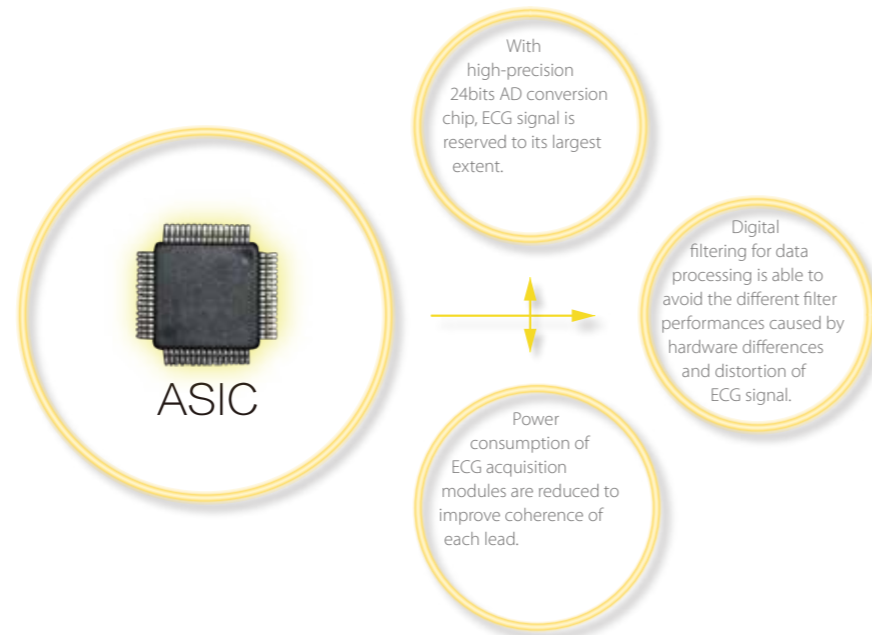 With
high-precision
24bits AD conversion
chip, ECG signal is
reserved to its largest
extent.
Digital
filtering for data
processing is able to
avoid the different filter
performances caused by
hardware differences
and distortion of
ECG signal.
ASIC
Power
consumption of
ECG acquisition
modules are reduced to
improve coherence of
each lead.